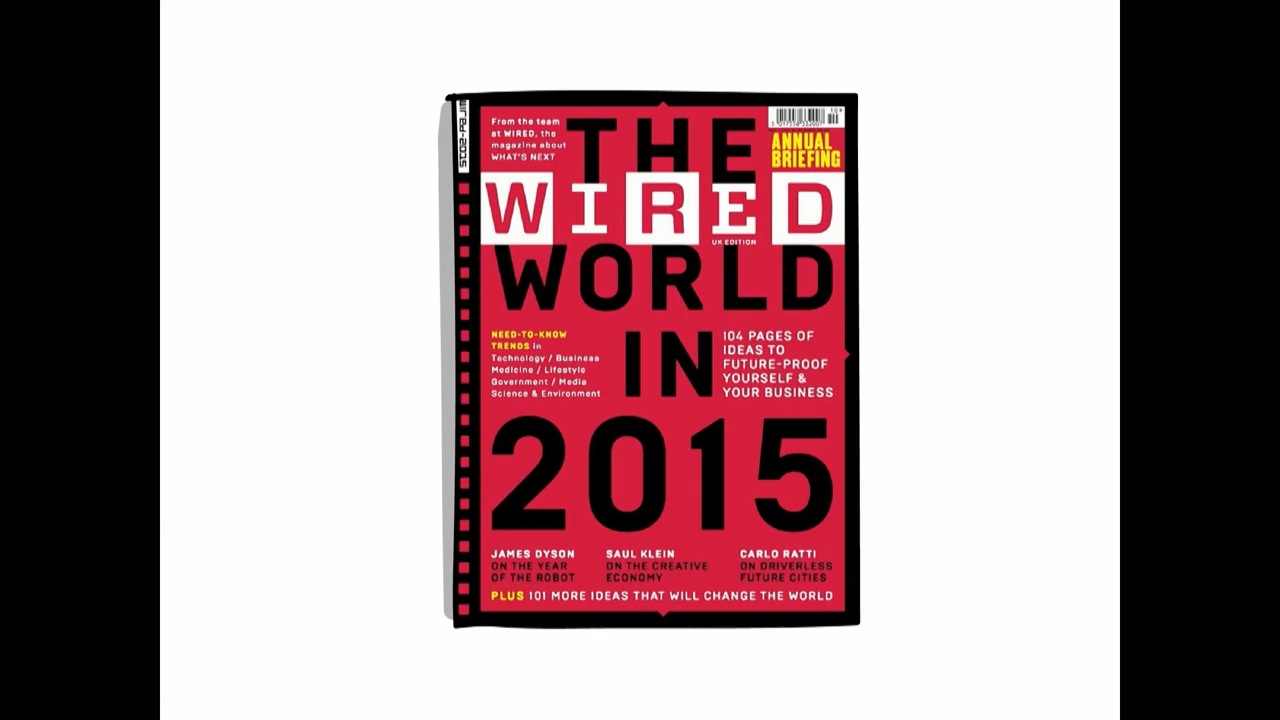 From the team
at WIRED, the
magazine about
WHAT'S NEXT
THE
ANNUAL
BRIEFING
WIRED
UK EDITION
WORLD
NEED-TO-KNOW
TRENDS in
Technology / Business
Medicine / Lifestyle
Government / Media
Science & Environment
IN
104 PAGES OF
IDEAS TO
FUTURE-PROOF
YOURSELF &
YOUR BUSINESS
2015
JAMES DYSON
ON THE YEAR
OF THE ROBOT
SAUL KLEIN
ON THE CREATIVE
ECONOMY
CARLO RATTI
ON DRIVERLESS
FUTURE CITIES
PLUS 101 MORE IDEAS THAT WILL CHANGE THE WORLD